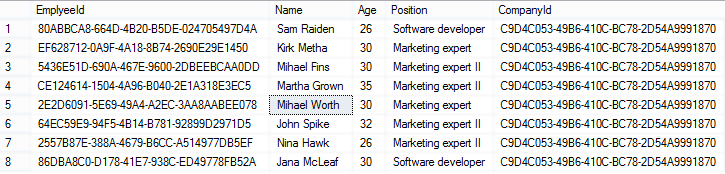 EmplyeeId Name Age Position CompanyId
1 80ABBCA8-664D-4B20-B5DE-024705497D4A Sam Raiden 26 Software developer C9D4C053-49B6-410C-BC78-2D54A9991870
2 EF628712-0A9F-4A18-8B74-2690E29E1450 Kirk Metha 30 Marketing expert C9D4C053-49B6-410C-BC78-2D54A9991870
3 5436E51D-690A-467E-9600-2DBEEBCAA0DD Mihael Fins 30 Marketing expert II C9D4C053-49B6-410C-BC78-2D54A9991870
4 CE124614-1504-4A96-B040-2E1A318E3EC5 Martha Grown 35 Marketing expert II C9D4C053-49B6-410C-BC78-2D54A9991870
5 2E2D6091-5E69-49A4-A2EC-3AA8AABEE078 Mihael Worth 30 Marketing expert C9D4C053-49B6-410C-BC78-2D54A9991870
6 64EC59E9-94F5-4B14-B781-92899D2971D5 John Spike 32 Marketing expert II C9D4C053-49B6-410C-BC78-2D54A9991870
7 2557B87E-388A-4679-B6CC-A514977DB5EF Nina Hawk 26 Marketing expert II C9D4C053-49B6-410C-BC78-2D54A9991870
8 86DBA8C0-D178-41E7-938C-ED49778FB52A Jana McLeaf 30 Software developer C9D4C053-49B6-410C-BC78-2D54A9991870